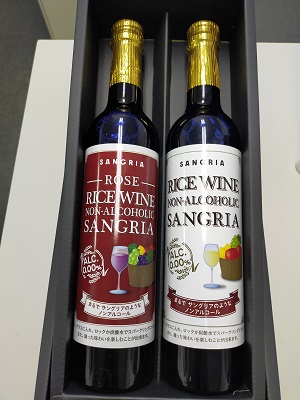 SANGRIA
ROSE
RICE WINE
NON-ALCOHOLIC
SANGRIA
ALC.
0.00%
まるで サングリアのような
ノンアルコール
SANGRIA
RICE WINE
NON-ALCOHOLIC
SANGRIA
ALC.
0.00%
まるで サングリアのような
ノンアルコール